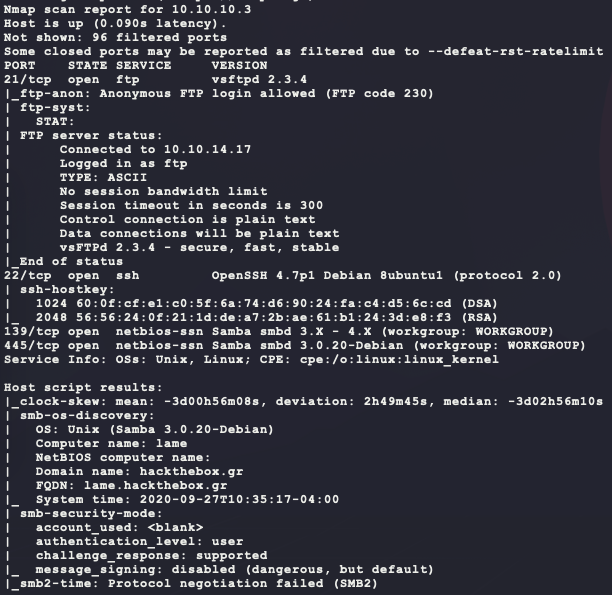 Nmap scan report for 10.10.10.3
Host is up (0.090s latency).
Not shown: 96 filtered ports
Some closed ports may be reported as filtered due to --defeat-rst-ratelimit
PORT    STATE SERVICE     VERSION
21/tcp  open  ftp         vsftpd 2.3.4
|_ftp-anon: Anonymous FTP login allowed (FTP code 230)
| ftp-syst:
|   STAT:
| FTP server status:
|      Connected to 10.10.14.17
|      Logged in as ftp
|      TYPE: ASCII
|      No session bandwidth limit
|      Session timeout in seconds is 300
|      Control connection is plain text
|      Data connections will be plain text
|      vsFTPd 2.3.4 - secure, fast, stable
|_End of status
22/tcp  open  ssh         OpenSSH 4.7p1 Debian 8ubuntu1 (protocol 2.0)
| ssh-hostkey:
|   1024 60:0f:cf:e1:c0:5f:6a:74:d6:90:24:fa:c4:d5:6c:cd (DSA)
|_  2048 56:56:24:0f:21:1d:de:a7:2b:ae:61:b1:24:3d:e8:f3 (RSA)
139/tcp open  netbios-ssn Samba smbd 3.X - 4.X (workgroup: WORKGROUP)
445/tcp open  netbios-ssn Samba smbd 3.0.20-Debian (workgroup: WORKGROUP)
Service Info: OSs: Unix, Linux; CPE: cpe:/o:linux:linux_kernel

Host script results:
|_clock-skew: mean: -3d00h56m08s, deviation: 2h49m45s, median: -3d02h56m10s
| smb-os-discovery:
|   OS: Unix (Samba 3.0.20-Debian)
|   Computer name: lame
|   NetBIOS computer name:
|   Domain name: hackthebox.gr
|   FQDN: lame.hackthebox.gr
|_  System time: 2020-09-27T10:35:17-04:00
| smb-security-mode:
|   account_used: <blank>
|   authentication_level: user
|   challenge_response: supported
|_  message_signing: disabled (dangerous, but default)
|_smb2-time: Protocol negotiation failed (SMB2)